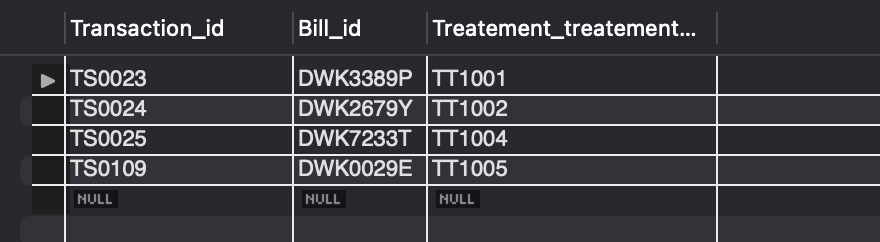 Transaction_id Bill_id Treatement_treatement...
TS0023 DWK3389P TT1001
TS0024 DWK2679Y TT1002
TS0025 DWK7233T TT1004
TS0109 DWK0029E TT1005
NULL NULL NULL